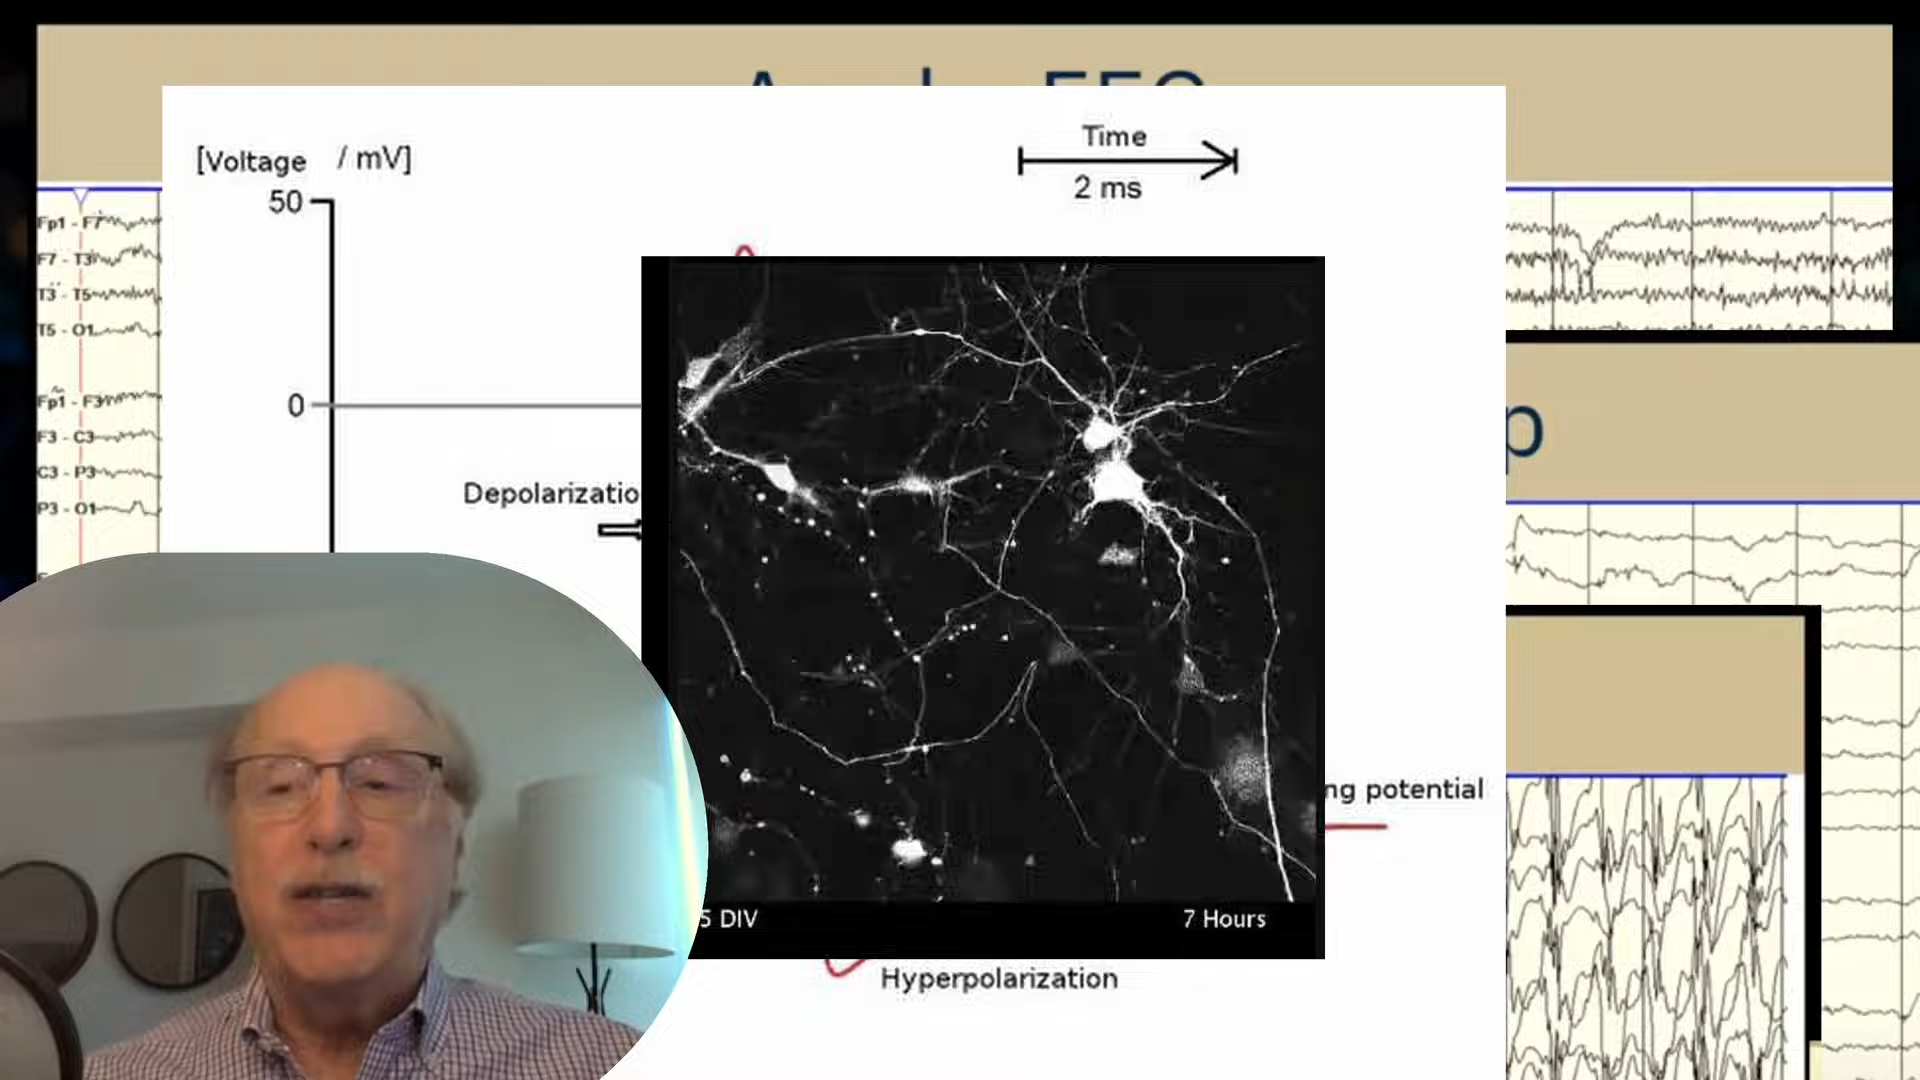 [Voltage / mV]
Time
2 ms
50
Fp1 - F7
F7 - T3
T3 - T5
T5 - O1
Fp1 - F3
0
F3 - C3
C3 - P3
Depolarizatio
P3 - O1
p
ng potential
5 DIV
7 Hours
Hyperpolarization